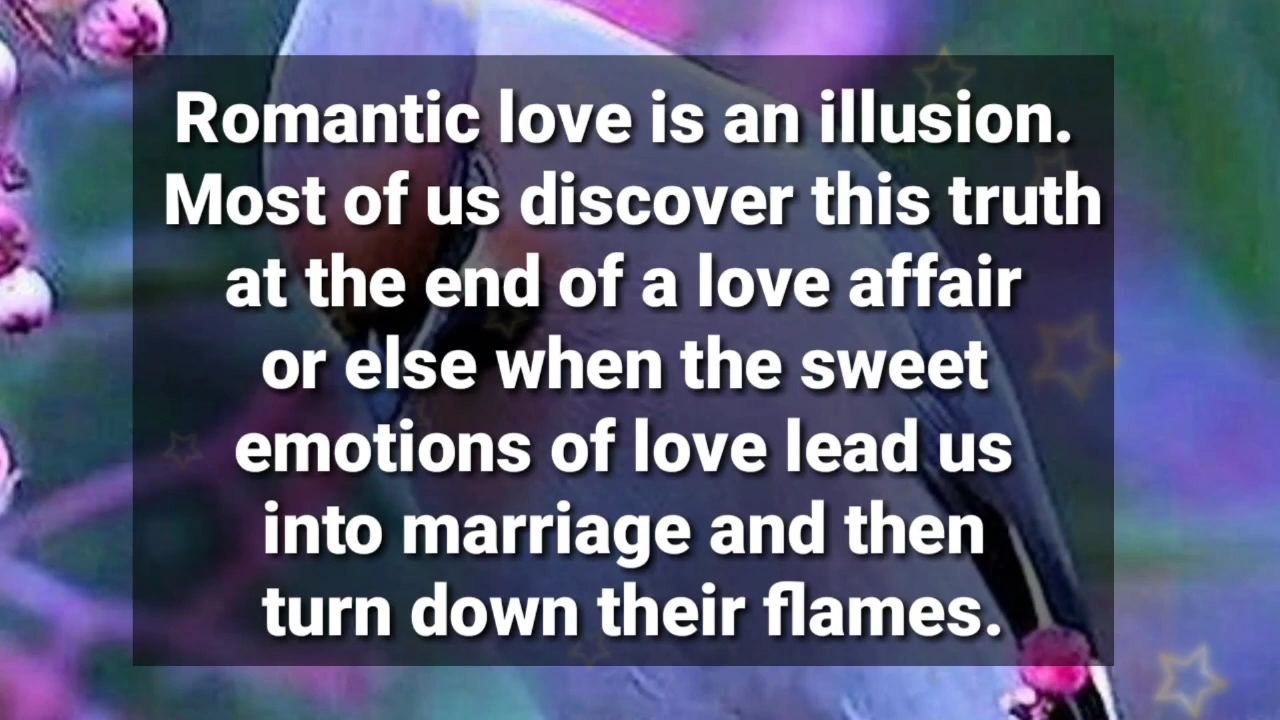 Romantic love is an illusion.
Most of us discover this truth
at the end of a love affair
or else when the sweet
emotions of love lead us
into marriage and then
turn down their flames.